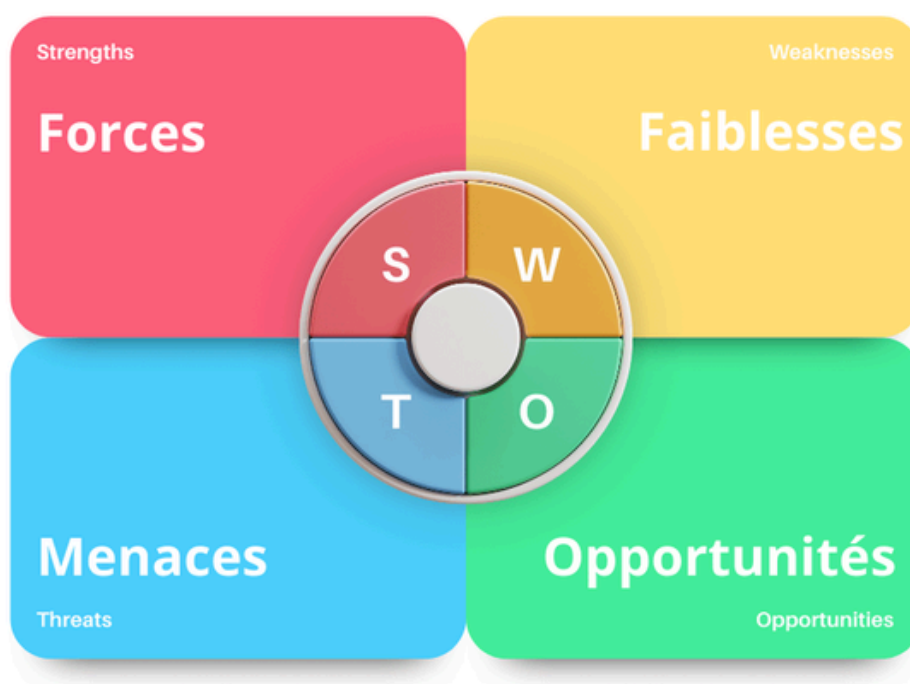 Strengths
Forces
Weaknesses
Faiblesses
S
W
T
O
Menaces
Threats
Opportunités
Opportunities